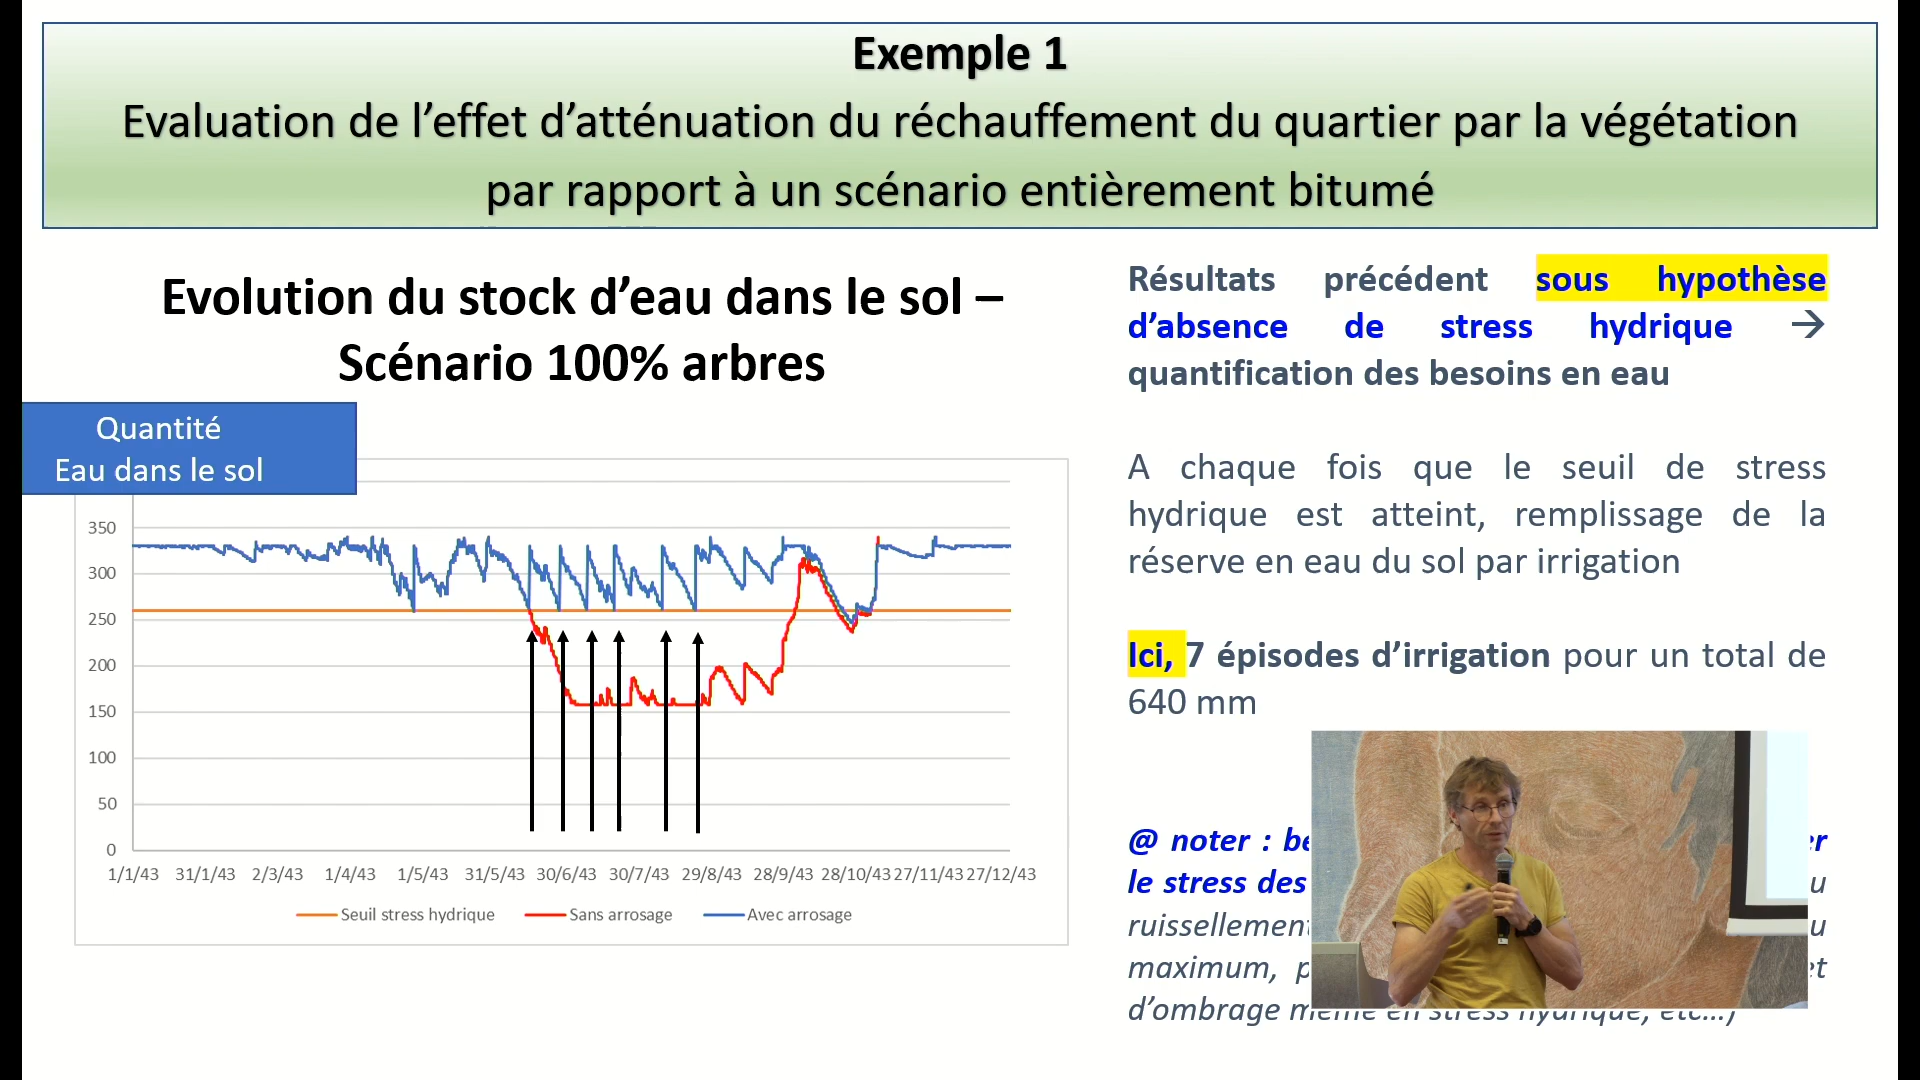 Exemple 1
Evaluation de l’effet d’atténuation du réchauffement du quartier par la végétation
par rapport à un scénario entièrement bitumé
Evolution du stock d’eau dans le sol –
Scénario 100% arbres
Quantité
Eau dans le sol
350
300
250
200
150
100
50
0
1/1/43 31/1/43 2/3/43 1/4/43 1/5/43 31/5/43 30/6/43 30/7/43 29/8/43 28/9/43 28/10/43 27/11/43 27/12/43
Seuil stress hydrique Sans arrosage Avec arrosage
Résultats précédent sous hypothèse
d’absence de stress hydrique →
quantification des besoins en eau
A chaque fois que le seuil de stress
hydrique est atteint, remplissage de la
réserve en eau du sol par irrigation
Ici, 7 épisodes d’irrigation pour un total de
640 mm
@ noter :
le stress des
maximum,
d’ombrage même en stress hydrique, etc…)